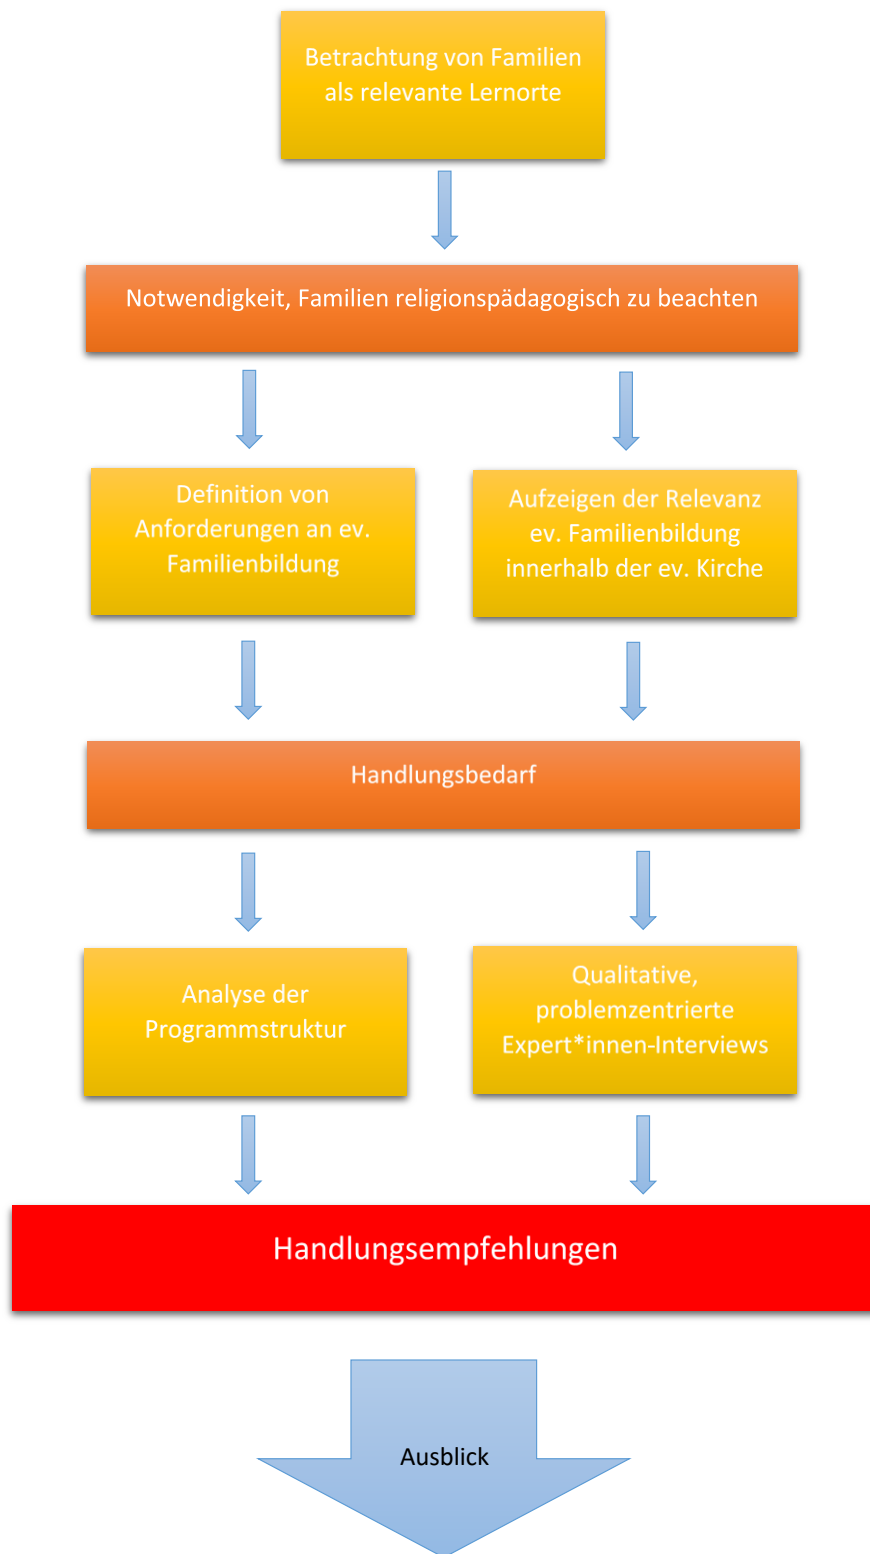 Betrachtung von Familien
als relevante Lernorte
Notwendigkeit, Familien religionspädagogisch zu beachten
Definition von
Anforderungen an ev.
Familienbildung
Aufzeigen der Relevanz
ev. Familienbildung
innerhalb der ev. Kirche
Handlungsbedarf
Analyse der
Programmstruktur
Qualitative,
problemzentrierte
Expert*innen-Interviews
Handlungsempfehlungen
Ausblick